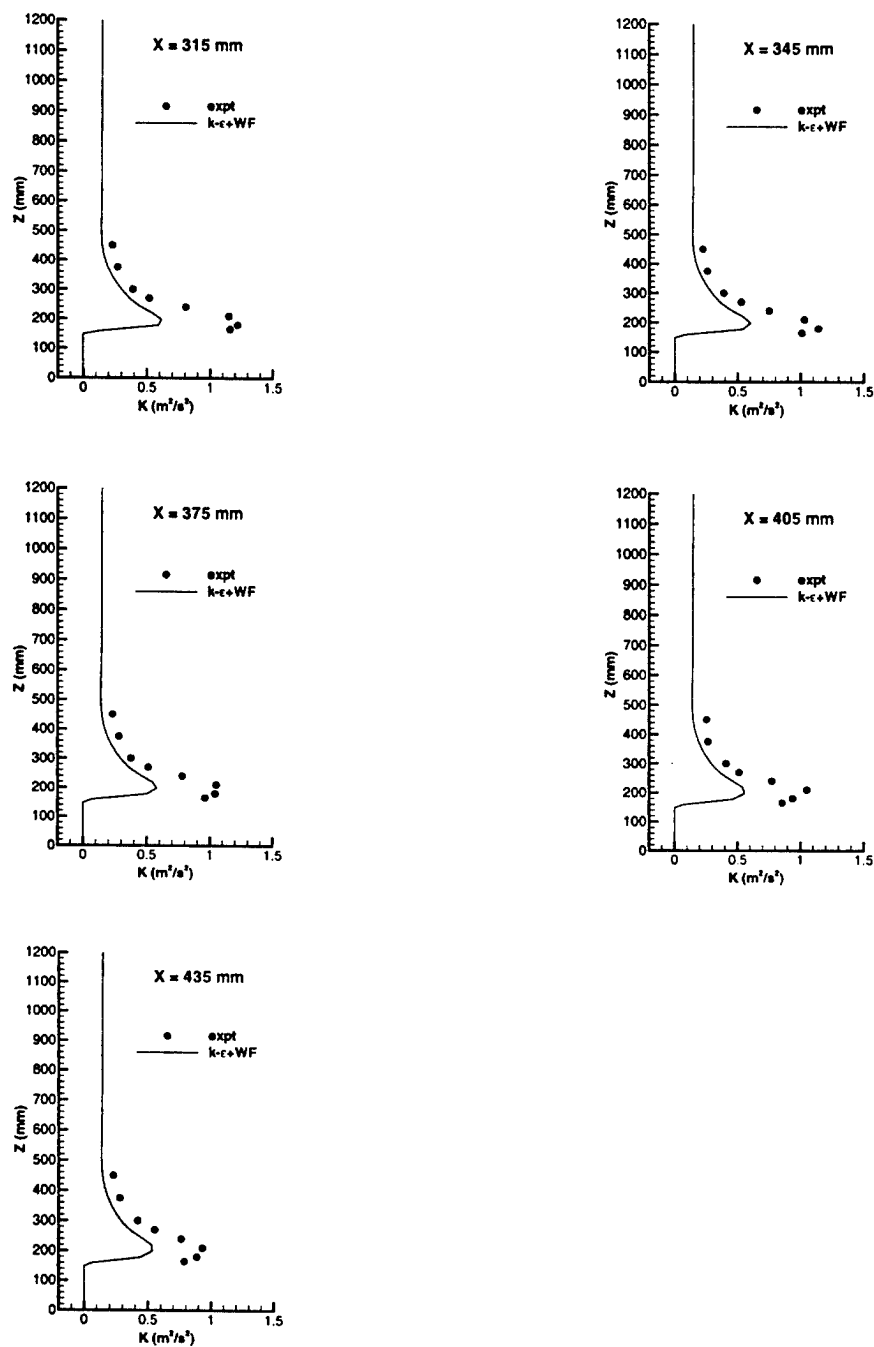 X = 315 mm
expt
k-ε+WF
Z (mm)
1200
1100
1000
900
800
700
600
500
400
300
200
100
0
0 0.5 1 1.5
K (m²/s²)
X = 345 mm
expt
k-ε+WF
Z (mm)
1200
1100
1000
900
800
700
600
500
400
300
200
100
0
0 0.5 1 1.5
K (m²/s²)
X = 375 mm
expt
k-ε+WF
Z (mm)
1200
1100
1000
900
800
700
600
500
400
300
200
100
0
0 0.5 1 1.5
K (m²/s²)
X = 405 mm
expt
k-ε+WF
Z (mm)
1200
1100
1000
900
800
700
600
500
400
300
200
100
0
0 0.5 1 1.5
K (m²/s²)
X = 435 mm
expt
k-ε+WF
Z (mm)
1200
1100
1000
900
800
700
600
500
400
300
200
100
0
0 0.5 1 1.5
K (m²/s²)